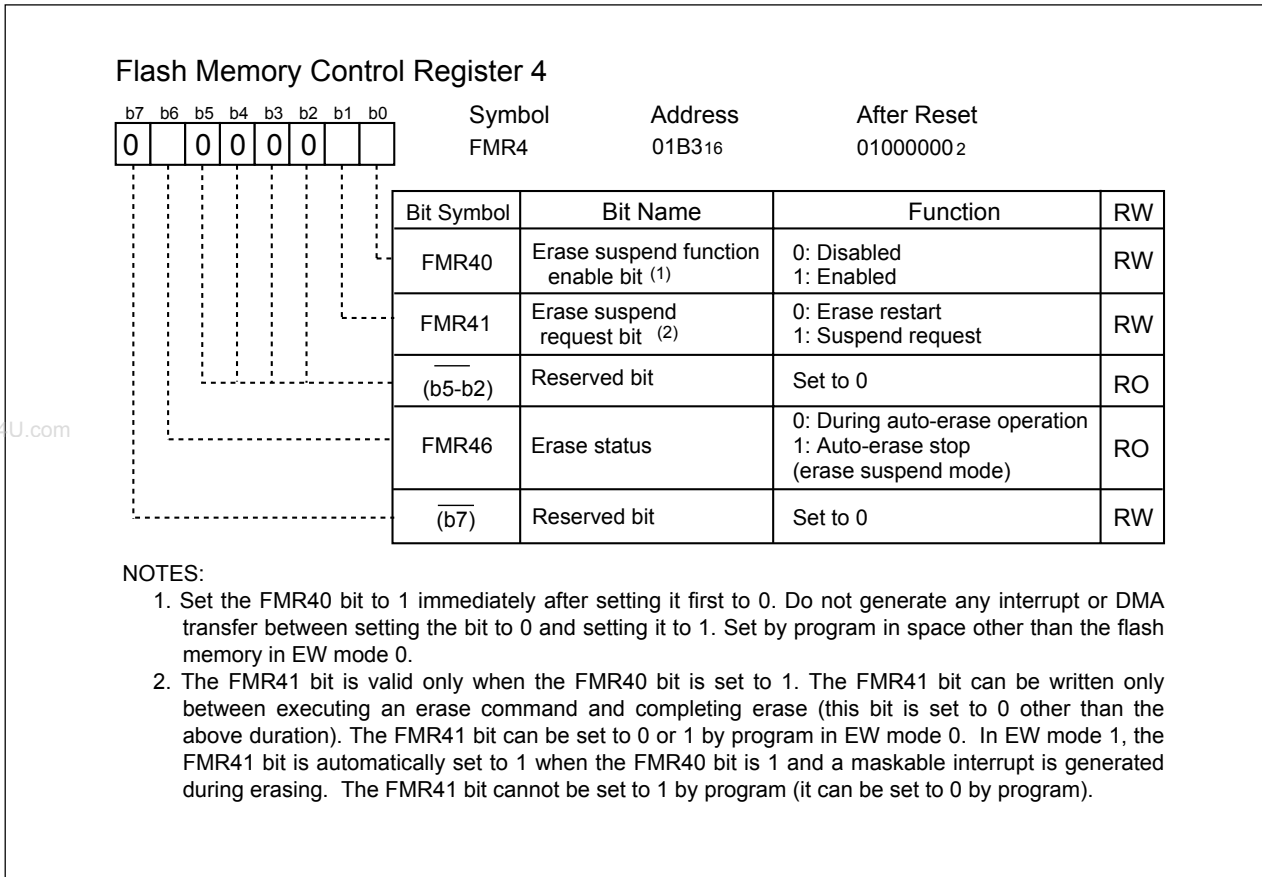 Flash Memory Control Register 4
b7 b6 b5 b4 b3 b2 b1 b0 Symbol Address After Reset
0 0 0 0 0 FMR4 01B316 010000002
Bit Symbol Bit Name Function RW
FMR40 Erase suspend function enable bit (1) 0: Disabled 1: Enabled RW
FMR41 Erase suspend request bit (2) 0: Erase restart 1: Suspend request RW
(b5-b2) Reserved bit Set to 0 RO
4U.com
FMR46 Erase status 0: During auto-erase operation 1: Auto-erase stop (erase suspend mode) RO
(b7) Reserved bit Set to 0 RW
NOTES:
1. Set the FMR40 bit to 1 immediately after setting it first to 0. Do not generate any interrupt or DMA
transfer between setting the bit to 0 and setting it to 1. Set by program in space other than the flash
memory in EW mode 0.
2. The FMR41 bit is valid only when the FMR40 bit is set to 1. The FMR41 bit can be written only
between executing an erase command and completing erase (this bit is set to 0 other than the
above duration). The FMR41 bit can be set to 0 or 1 by program in EW mode 0. In EW mode 1, the
FMR41 bit is automatically set to 1 when the FMR40 bit is 1 and a maskable interrupt is generated
during erasing. The FMR41 bit cannot be set to 1 by program (it can be set to 0 by program).